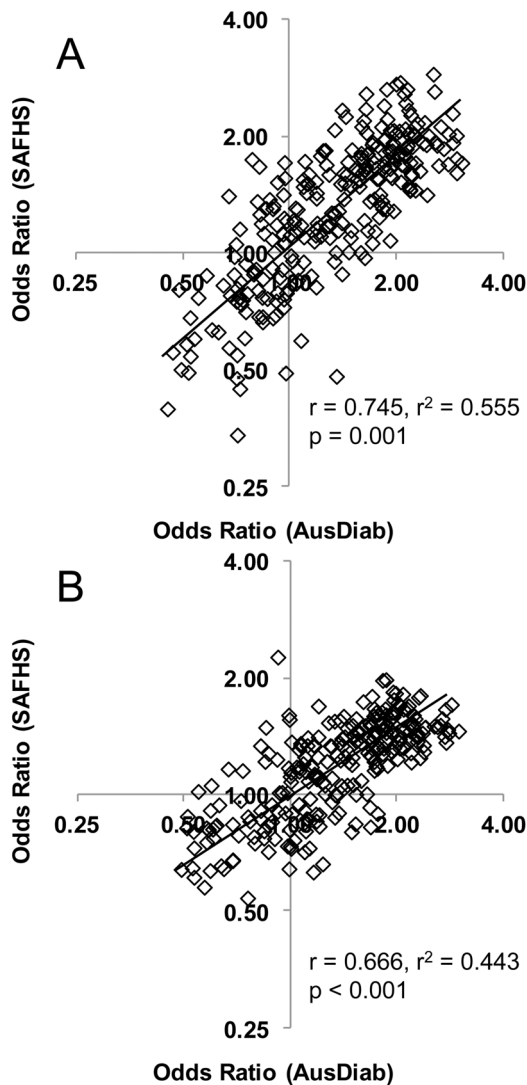 A
4.00
2.00
1.00
0.25 0.50 1.00 2.00 4.00
0.50
0.25
r = 0.745, r² = 0.555
p = 0.001
Odds Ratio (SAFHS)
Odds Ratio (AusDiab)
B
4.00
2.00
1.00
0.25 0.50 1.00 2.00 4.00
0.50
0.25
r = 0.666, r² = 0.443
p < 0.001
Odds Ratio (SAFHS)
Odds Ratio (AusDiab)